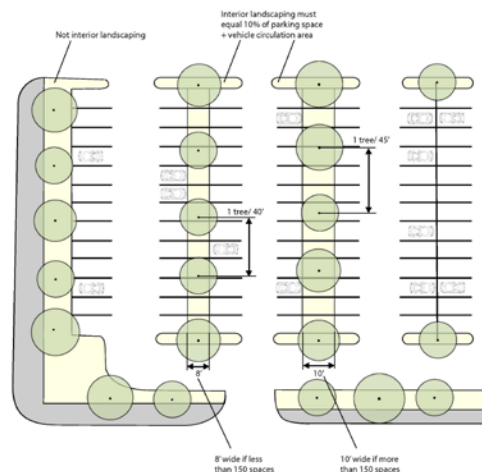 Interior landscaping must
equal 10% of parking space
+ vehicle circulation area
Not interior landscaping
1 tree/ 45'
1 tree/ 40'
8'
10'
8' wide if less
than 150 spaces
10' wide if more
than 150 spaces